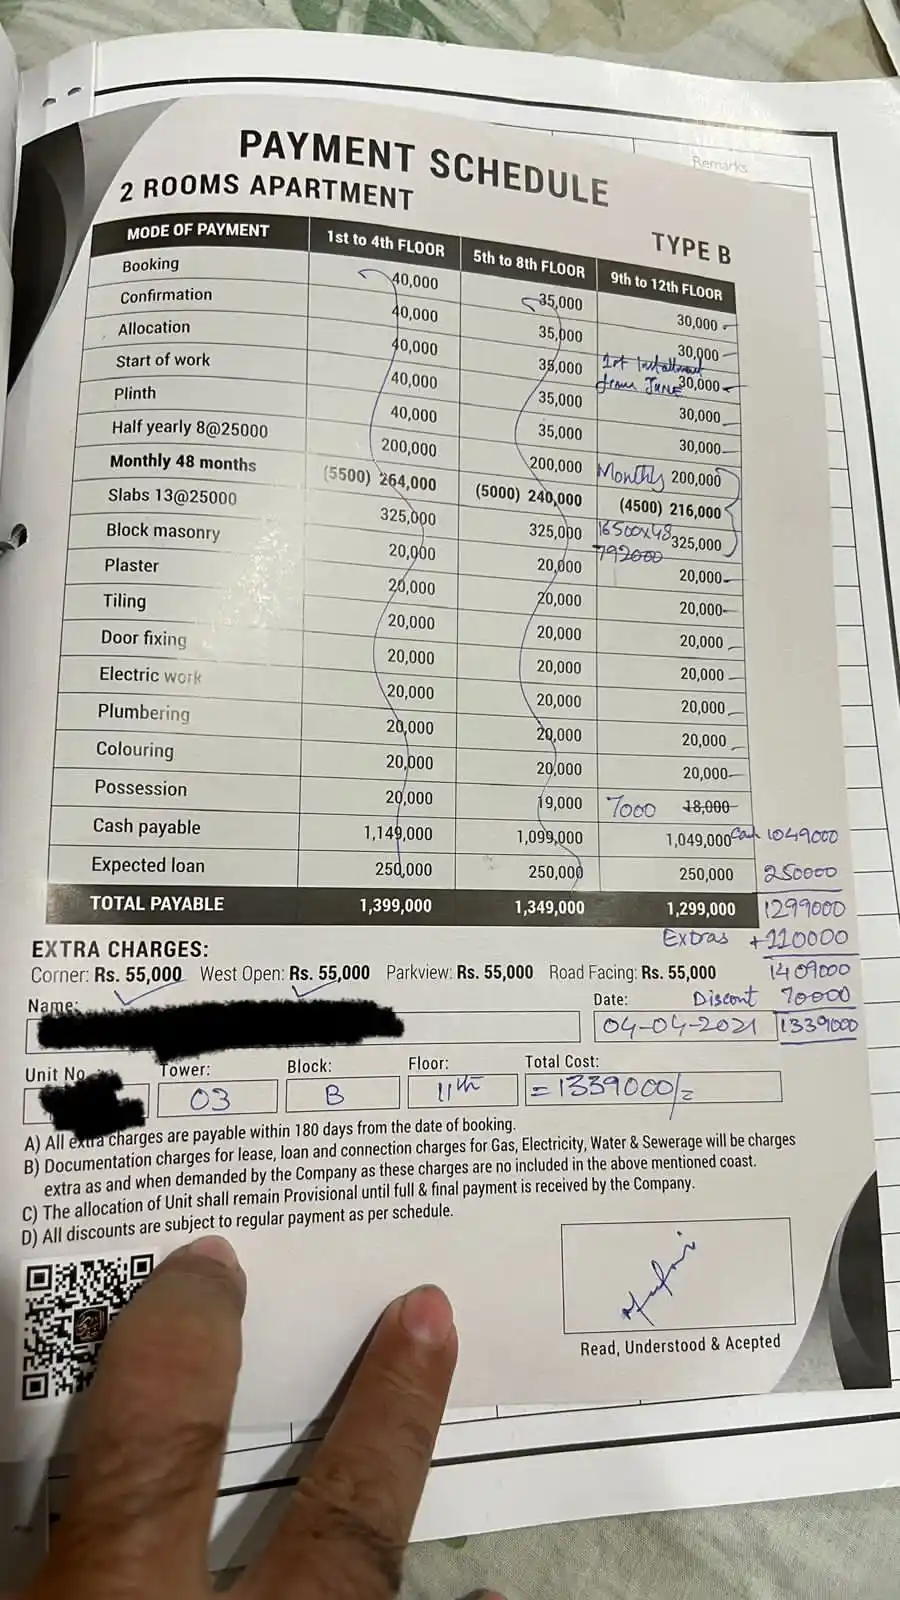 Remarks
PAYMENT SCHEDULE
2 ROOMS APARTMENT
TYPE B
MODE OF PAYMENT 1st to 4th FLOOR 5th to 8th FLOOR 9th to 12th FLOOR
Booking 40,000 35,000 30,000
Confirmation 40,000 35,000 30,000
Allocation 40,000 35,000 1st Installment from JUNE 30,000
Start of work 40,000 35,000 30,000
Plinth 40,000 35,000 30,000
Half yearly 8@25000 200,000 200,000 Monthly 200,000
Monthly 48 months (5500) 264,000 (5000) 240,000 (4500) 216,000
Slabs 13@25000 325,000 325,000 16500x48 792000 325,000
Block masonry 20,000 20,000 20,000
Plaster 20,000 20,000 20,000
Tiling 20,000 20,000 20,000
Door fixing 20,000 20,000 20,000
Electric work 20,000 20,000 20,000
Plumbering 20,000 20,000 20,000
Colouring 20,000 20,000 20,000
Possession 20,000 19,000 7000 18,000
Cash payable 1,149,000 1,099,000 1,049,000 Cash 1049000
Expected loan 250,000 250,000 250,000 250000
TOTAL PAYABLE 1,399,000 1,349,000 1,299,000 1299000
Extras +110000
EXTRA CHARGES:
Corner: Rs. 55,000 West Open: Rs. 55,000 Parkview: Rs. 55,000 Road Facing: Rs. 55,000 1409000
Name: Date: Discont 70000
04-04-2021 1339000
Unit No. Tower: Block: Floor: Total Cost:
03 B 11th =1339000/=
A) All extra charges are payable within 180 days from the date of booking.
B) Documentation charges for lease, loan and connection charges for Gas, Electricity, Water & Sewerage will be charges
extra as and when demanded by the Company as these charges are no included in the above mentioned coast.
C) The allocation of Unit shall remain Provisional until full & final payment is received by the Company.
D) All discounts are subject to regular payment as per schedule.
Read, Understood & Acepted